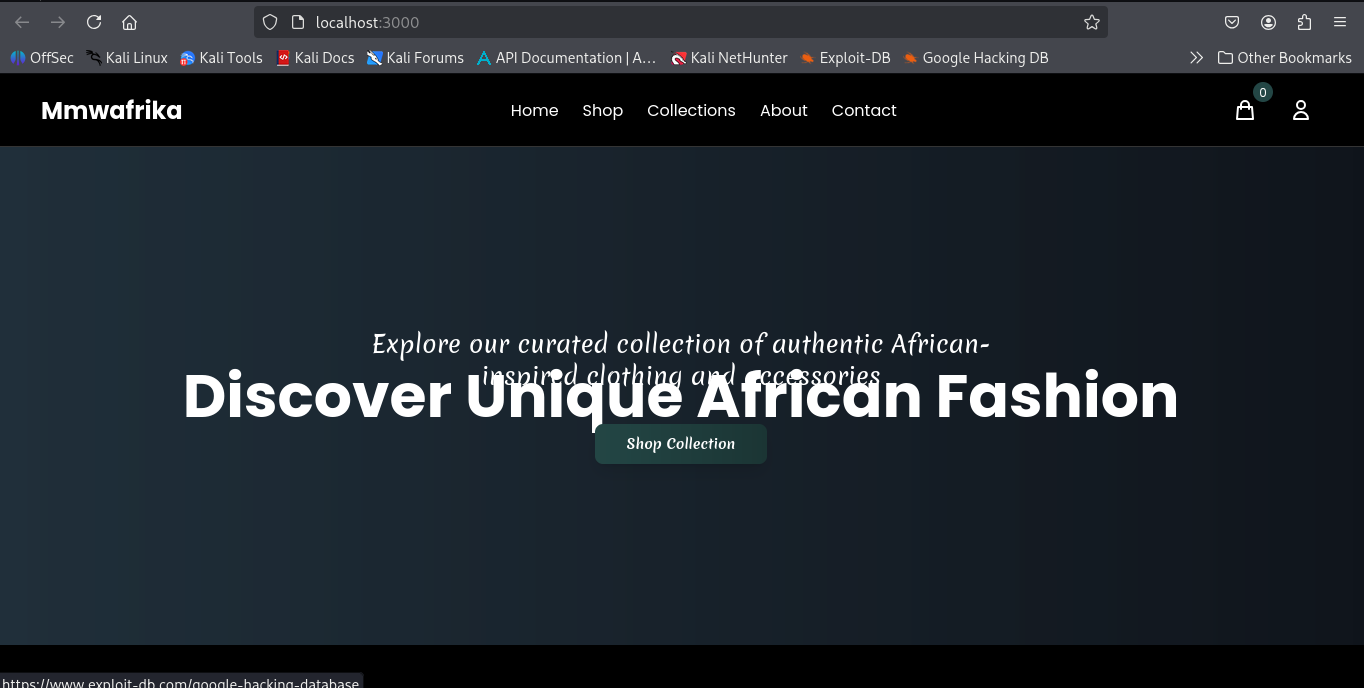 localhost:3000
OffSec Kali Linux Kali Tools Kali Docs Kali Forums API Documentation | A... Kali NetHunter Exploit-DB Google Hacking DB Other Bookmarks
Mmwafrika Home Shop Collections About Contact 0
Explore our curated collection of authentic African-
inspired clothing and accessories
Discover Unique African Fashion
Shop Collection
https://www.exploit-db.com/google-hacking-database